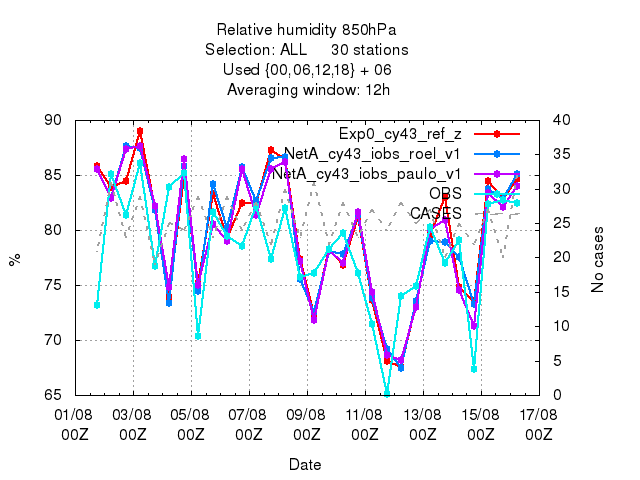 Relative humidity 850hPa
Selection: ALL 30 stations
Used {00,06,12,18} + 06
Averaging window: 12h
90 40
Exp0_cy43_ref_z
35
NetA_cy43_iobs_roel_v1
85 NetA_cy43_iobs_paulo_v1
30
OBS
CASES
25
80
% 20 No cases
75
15
10
70
5
65 0
01/08 03/08 05/08 07/08 09/08 11/08 13/08 15/08 17/08
00Z 00Z 00Z 00Z 00Z 00Z 00Z 00Z 00Z
Date